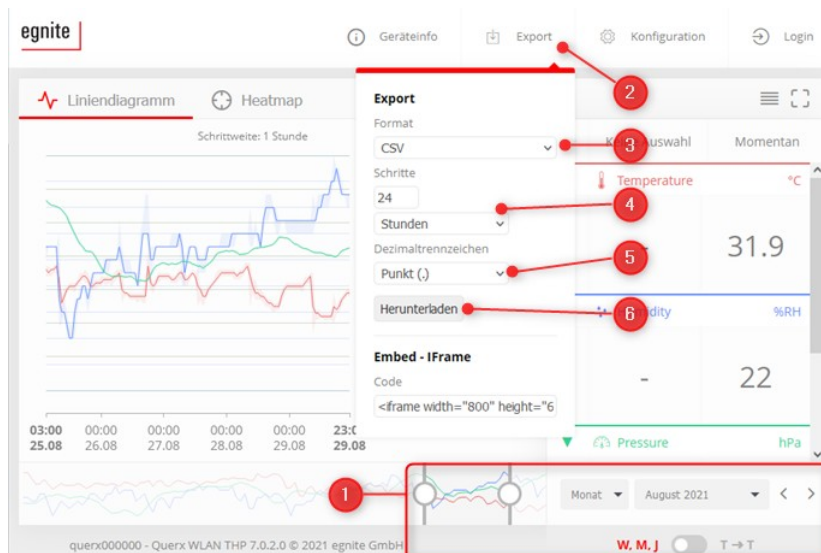 egnite
Geräteinfo
Export
Konfiguration
Login
2
Liniendiagramm
Heatmap
Schrittweite: 1 Stunde
03:00 00:00 00:00 00:00 00:00
25.08 26.08 27.08 28.08 29.08 29.08
Export
Format
CSV
3
Schritte
24
Stunden
4
Dezimaltrennzeichen
Punkt (.)
5
Herunterladen
6
Embed - IFrame
Code
<iframe width="800" height="6
Auswahl
Momentan
Temperature °C
31.9
%RH
- 22
Pressure hPa
1
Monat
August 2021
querx000000 - Querx WLAN THP 7.0.2.0 © 2021 egnite GmbH
W, M, J
T → T